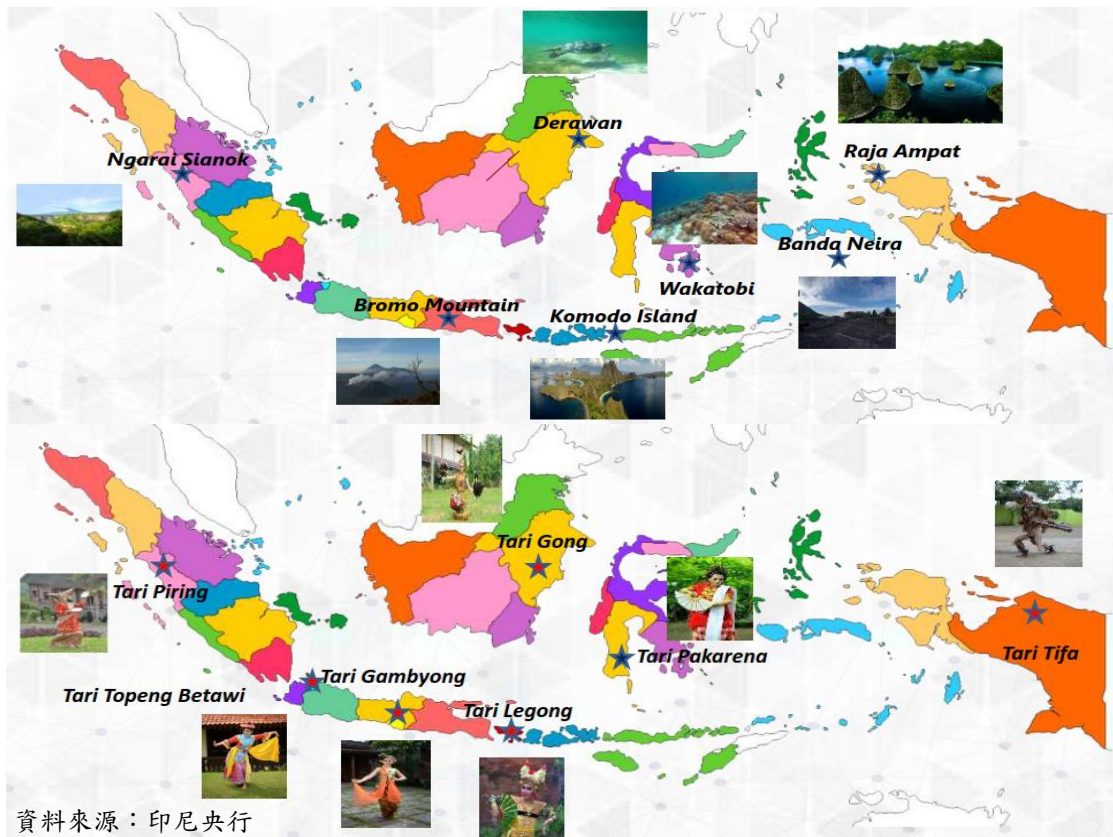 Derawan
Ngarai Sianok
Raja Ampat
Banda Neira
Wakatobi
Bromo Mountain
Komodo Island
Tari Gong
Tari Piring
Tari Pakarena
Tari Tifa
Tari Gambyong
Tari Topeng Betawi
Tari Legong
資料來源：印尼央行